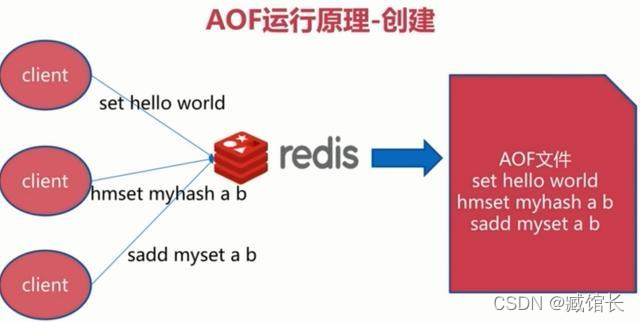 AOF运行原理-创建
client
set hello world
client
hmset myhash a b
sadd myset a b
client
redis
AOF文件
set hello world
hmset myhash a b
sadd myset a b
CSDN @臧馆长